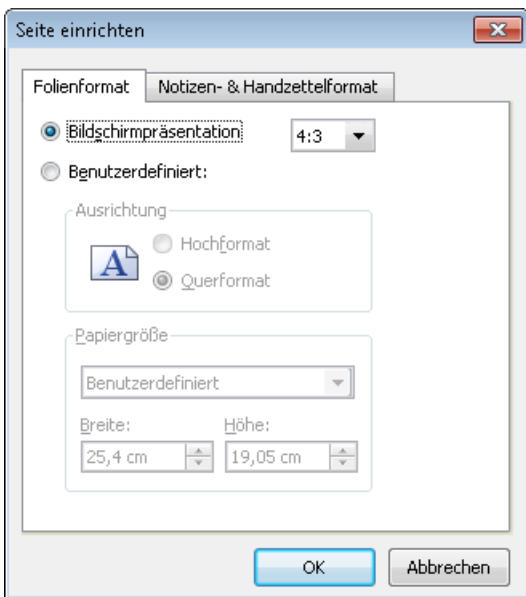 Seite einrichten
Folienformat
Notizen- & Handzettelformat
Bildschirmpräsentation
4:3
Benutzerdefiniert:
Ausrichtung
A
Hochformat
Querformat
Papiergröße
Benutzerdefiniert
Breite:
Höhe:
25,4 cm
19,05 cm
OK
Abbrechen